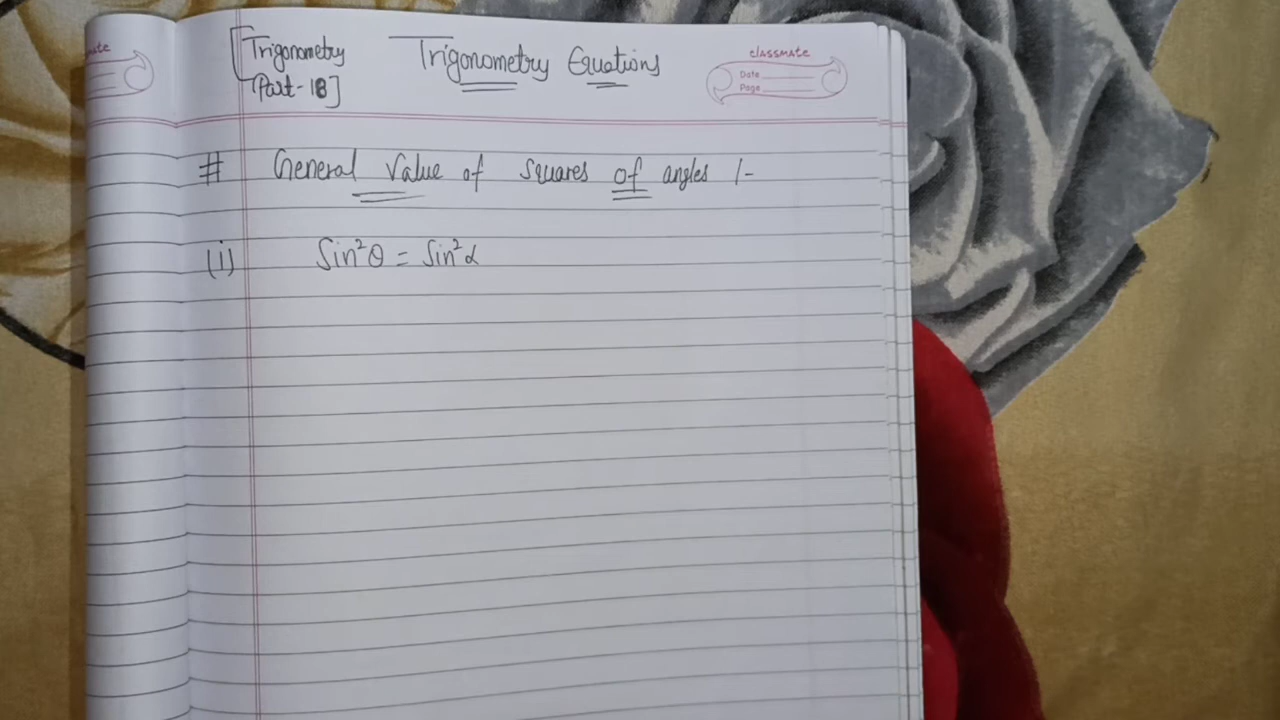 [Trigonometry
Part-18]
Trigonometry Equations
classmate
Date
Page
# General Value of Squares of angles :-
(i) Sin²θ = Sin²α